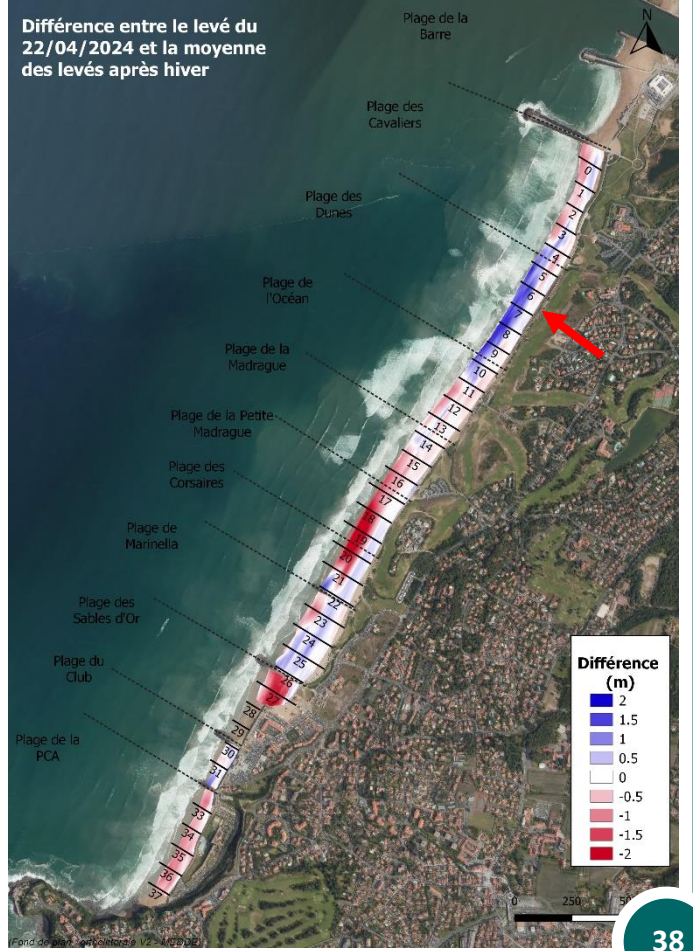 Différence entre le levé du
22/04/2024 et la moyenne
des levés après hiver
Plage de la
Barre
N
Plage des
Cavaliers
Plage des
Dunes
Plage de
l'Océan
Plage de la
Madrague
Plage de la Petite
Madrague
Plage des
Corsaires
Plage de
Marinella
Plage des
Sables d'Or
Plage du
Club
Plage de la
PCA
0
1
2
3
4
5
6
7
8
9
10
11
12
13
14
15
16
17
18
19
20
21
22
23
24
25
26
27
28
29
30
31
33
34
35
36
37
Différence
(m)
2
1.5
1
0.5
0
-0.5
-1
-1.5
-2
0 250
(Fond de plan
38